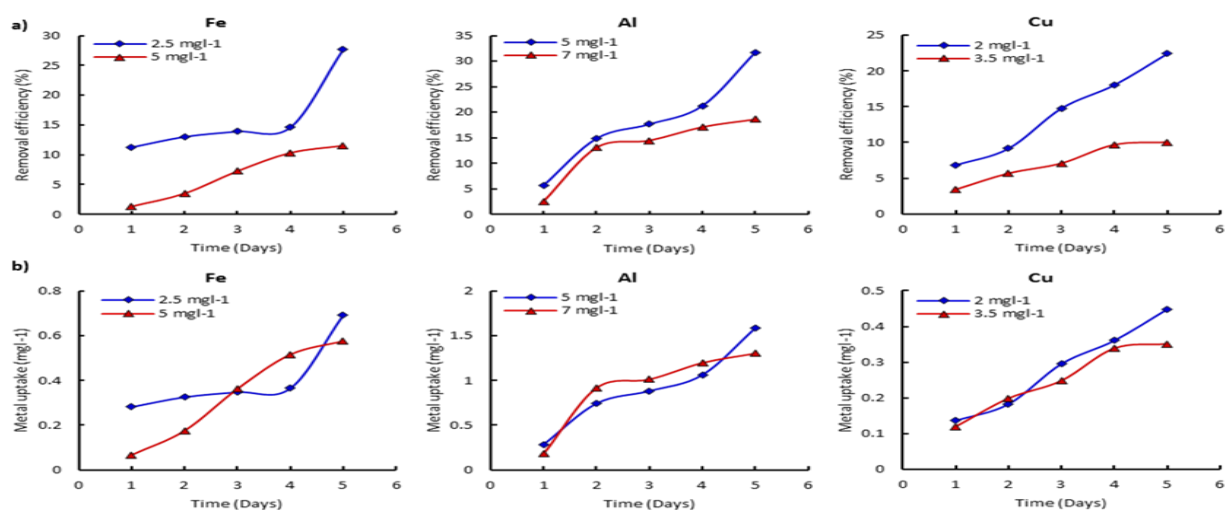 a)
Fe
2.5 mgl-1
5 mgl-1
Removal efficiency (%)
30
25
20
15
10
5
0
0 1 2 3 4 5 6
Time (Days)
Al
5 mgl-1
7 mgl-1
Removal efficiency (%)
35
30
25
20
15
10
5
0
0 1 2 3 4 5 6
Time (Days)
Cu
2 mgl-1
3.5 mgl-1
Removal efficiency (%)
25
20
15
10
5
0
0 1 2 3 4 5 6
Time (Days)
b)
Fe
2.5 mgl-1
5 mgl-1
Metal uptake (mgl-1)
0.8
0.6
0.4
0.2
0
0 1 2 3 4 5 6
Time (Days)
Al
5 mgl-1
7 mgl-1
Metal uptake (mgl-1)
2
1.5
1
0.5
0
0 1 2 3 4 5 6
Time (Days)
Cu
2 mgl-1
3.5 mgl-1
Metal uptake (mgl-1)
0.5
0.4
0.3
0.2
0.1
0
0 1 2 3 4 5 6
Time (Days)